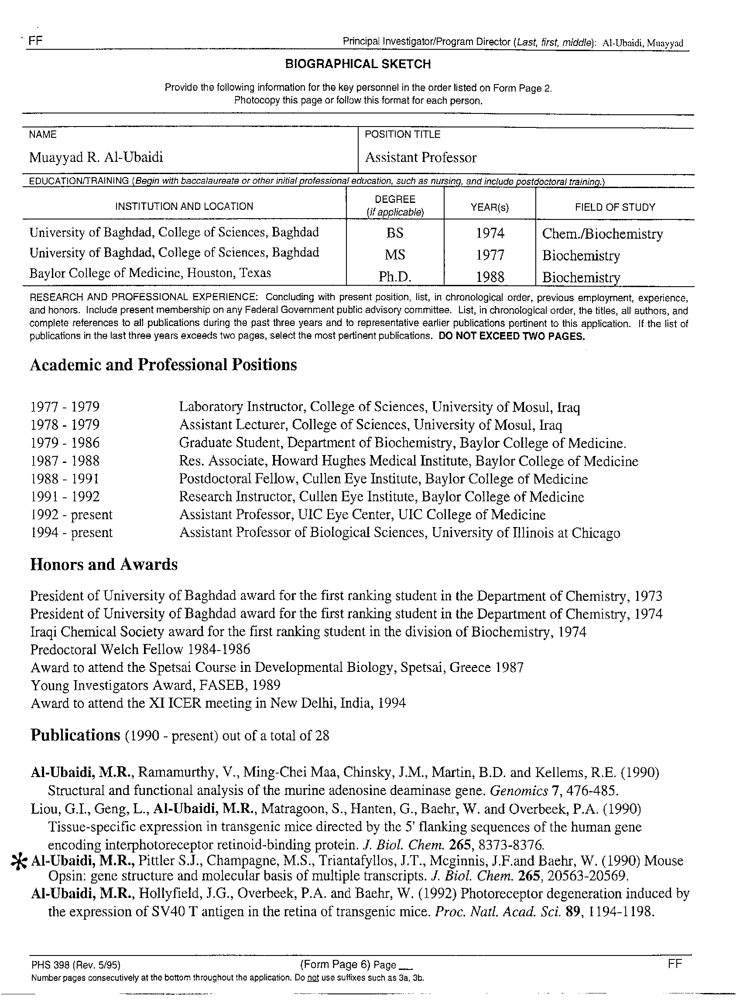 FF Principal Investigator/Program Director (Last, first, middle): Al-Ubaidi, Muayyad
BIOGRAPHICAL SKETCH
Provide the following information for the key personnel in the order listed on Form Page 2.
Photocopy this page or follow this format for each person.
NAME POSITION TITLE
Muayyad R. Al-Ubaidi Assistant Professor
EDUCATION/TRAINING (Begin with baccalaureate or other initial professional education, such as nursing, and include postdoctoral training.)
INSTITUTION AND LOCATION DEGREE (if applicable) YEAR(s) FIELD OF STUDY
University of Baghdad, College of Sciences, Baghdad BS 1974 Chem./Biochemistry
University of Baghdad, College of Sciences, Baghdad MS 1977 Biochemistry
Baylor College of Medicine, Houston, Texas Ph.D. 1988 Biochemistry
RESEARCH AND PROFESSIONAL EXPERIENCE: Concluding with present position, list, in chronological order, previous employment, experience,
and honors. Include present membership on any Federal Government public advisory committee. List, in chronological order, the titles, all authors, and
complete references to all publications during the past three years and to representative earlier publications pertinent to this application. If the list of
publications in the last three years exceeds two pages, select the most pertinent publications. DO NOT EXCEED TWO PAGES.
Academic and Professional Positions
1977 - 1979 Laboratory Instructor, College of Sciences, University of Mosul, Iraq
1978 - 1979 Assistant Lecturer, College of Sciences, University of Mosul, Iraq
1979 - 1986 Graduate Student, Department of Biochemistry, Baylor College of Medicine.
1987 - 1988 Res. Associate, Howard Hughes Medical Institute, Baylor College of Medicine
1988 - 1991 Postdoctoral Fellow, Cullen Eye Institute, Baylor College of Medicine
1991 - 1992 Research Instructor, Cullen Eye Institute, Baylor College of Medicine
1992 - present Assistant Professor, UIC Eye Center, UIC College of Medicine
1994 - present Assistant Professor of Biological Sciences, University of Illinois at Chicago
Honors and Awards
President of University of Baghdad award for the first ranking student in the Department of Chemistry, 1973
President of University of Baghdad award for the first ranking student in the Department of Chemistry, 1974
Iraqi Chemical Society award for the first ranking student in the division of Biochemistry, 1974
Predoctoral Welch Fellow 1984-1986
Award to attend the Spetsai Course in Developmental Biology, Spetsai, Greece 1987
Young Investigators Award, FASEB, 1989
Award to attend the XI ICER meeting in New Delhi, India, 1994
Publications (1990 - present) out of a total of 28
Al-Ubaidi, M.R., Ramamurthy, V., Ming-Chei Maa, Chinsky, J.M., Martin, B.D. and Kellems, R.E. (1990)
Structural and functional analysis of the murine adenosine deaminase gene. Genomics 7, 476-485.
Liou, G.I., Geng, L., Al-Ubaidi, M.R., Matragoon, S., Hanten, G., Baehr, W. and Overbeek, P.A. (1990)
Tissue-specific expression in transgenic mice directed by the 5' flanking sequences of the human gene
encoding interphotoreceptor retinoid-binding protein. J. Biol. Chem. 265, 8373-8376.
* Al-Ubaidi, M.R., Pittler S.J., Champagne, M.S., Triantafyllos, J.T., Mcginnis, J.F.and Baehr, W. (1990) Mouse
Opsin: gene structure and molecular basis of multiple transcripts. J. Biol. Chem. 265, 20563-20569.
Al-Ubaidi, M.R., Hollyfield, J.G., Overbeek, P.A. and Baehr, W. (1992) Photoreceptor degeneration induced by
the expression of SV40 T antigen in the retina of transgenic mice. Proc. Natl. Acad. Sci. 89, 1194-1198.
PHS 398 (Rev. 5/95) (Form Page 6) Page __ FF
Number pages consecutively at the bottom throughout the application. Do not use suffixes such as 3a, 3b.